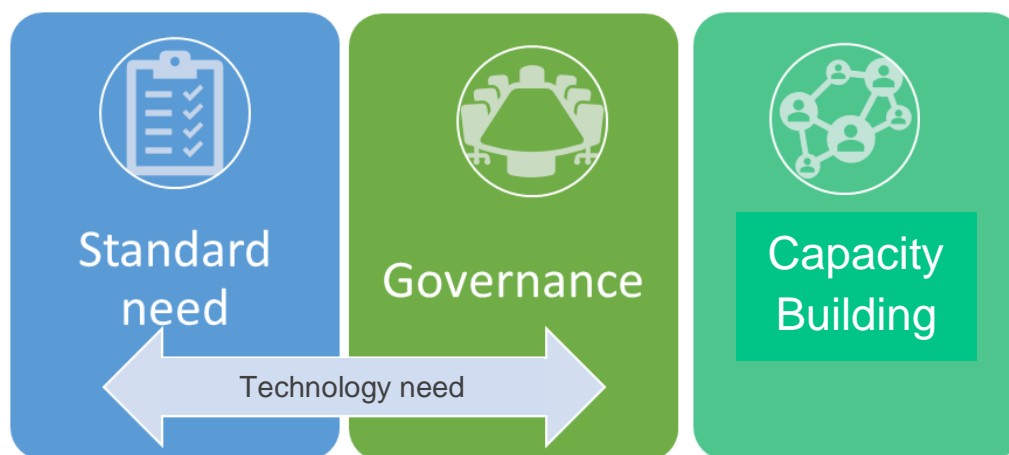 Standard
need
Governance
Capacity
Building
Technology need